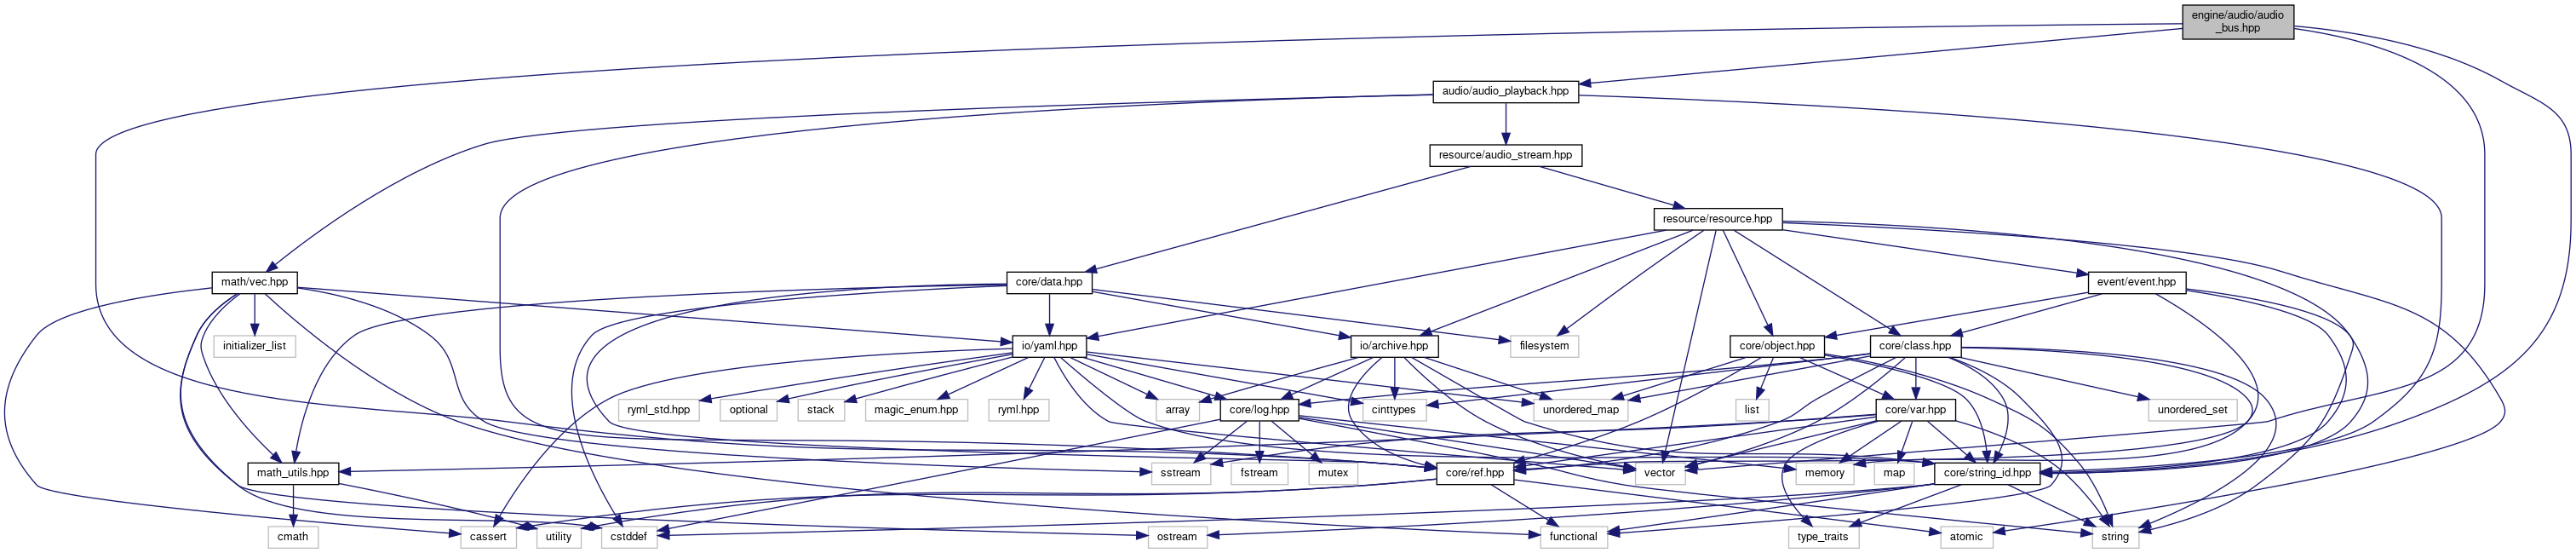 engine/audio/audio
_bus.hpp
audio/audio_playback.hpp
resource/audio_stream.hpp
resource/resource.hpp
math/vec.hpp
core/data.hpp
event/event.hpp
initializer_list
io/yaml.hpp
filesystem
io/archive.hpp
core/object.hpp
core/class.hpp
ryml_std.hpp
optional
stack
magic_enum.hpp
ryml.hpp
array
core/log.hpp
cinttypes
unordered_map
list
core/var.hpp
unordered_set
math_utils.hpp
sstream
fstream
mutex
core/ref.hpp
vector
memory
map
core/string_id.hpp
cmath
cassert
utility
cstddef
ostream
functional
type_traits
atomic
string